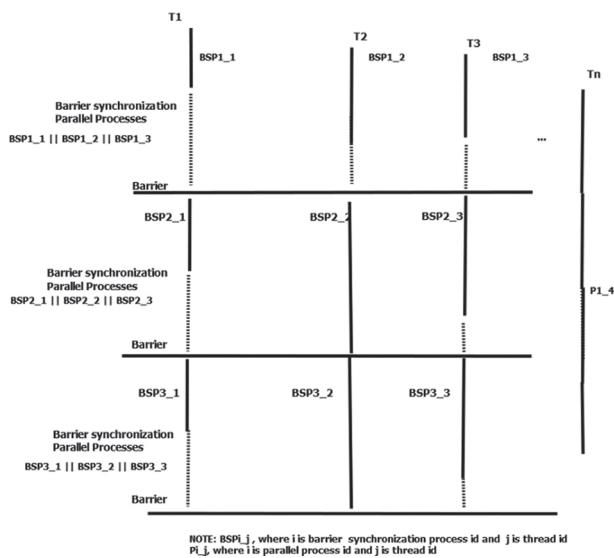 T1
T2
T3
BSP1_1
BSP1_2
BSP1_3
Tn
Barrier synchronization
Parallel Processes
BSP1_1 || BSP1_2 || BSP1_3
...
Barrier
BSP2_1
BSP2_2
BSP2_3
Barrier synchronization
Parallel Processes
BSP2_1 || BSP2_2 || BSP2_3
P1_4
Barrier
BSP3_1
BSP3_2
BSP3_3
Barrier synchronization
Parallel Processes
BSP3_1 || BSP3_2 || BSP3_3
Barrier
NOTE: BSPi_j, where i is barrier synchronization process id and j is thread id
Pi_j, where i is parallel process id and j is thread id